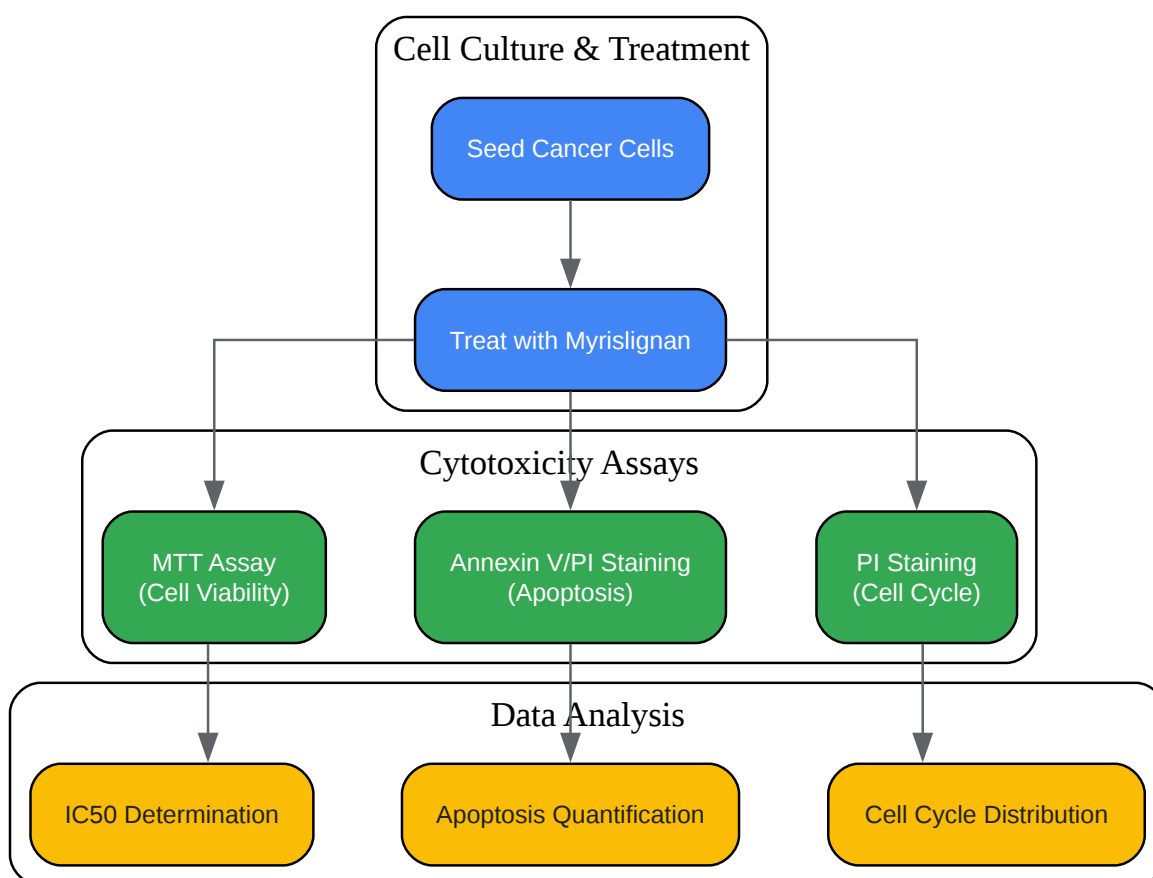 Cell Culture & Treatment
Seed Cancer Cells
Treat with Myrislignan
Cytotoxicity Assays
MTT Assay
(Cell Viability)
Annexin V/PI Staining
(Apoptosis)
PI Staining
(Cell Cycle)
Data Analysis
IC50 Determination
Apoptosis Quantification
Cell Cycle Distribution